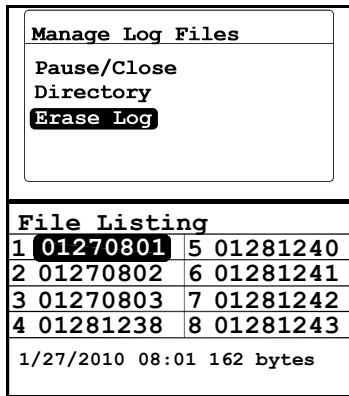 Manage Log Files
Pause/Close
Directory
Erase Log
File Listing
1 01270801 5 01281240
2 01270802 6 01281241
3 01270803 7 01281242
4 01281238 8 01281243
1/27/2010 08:01 162 bytes